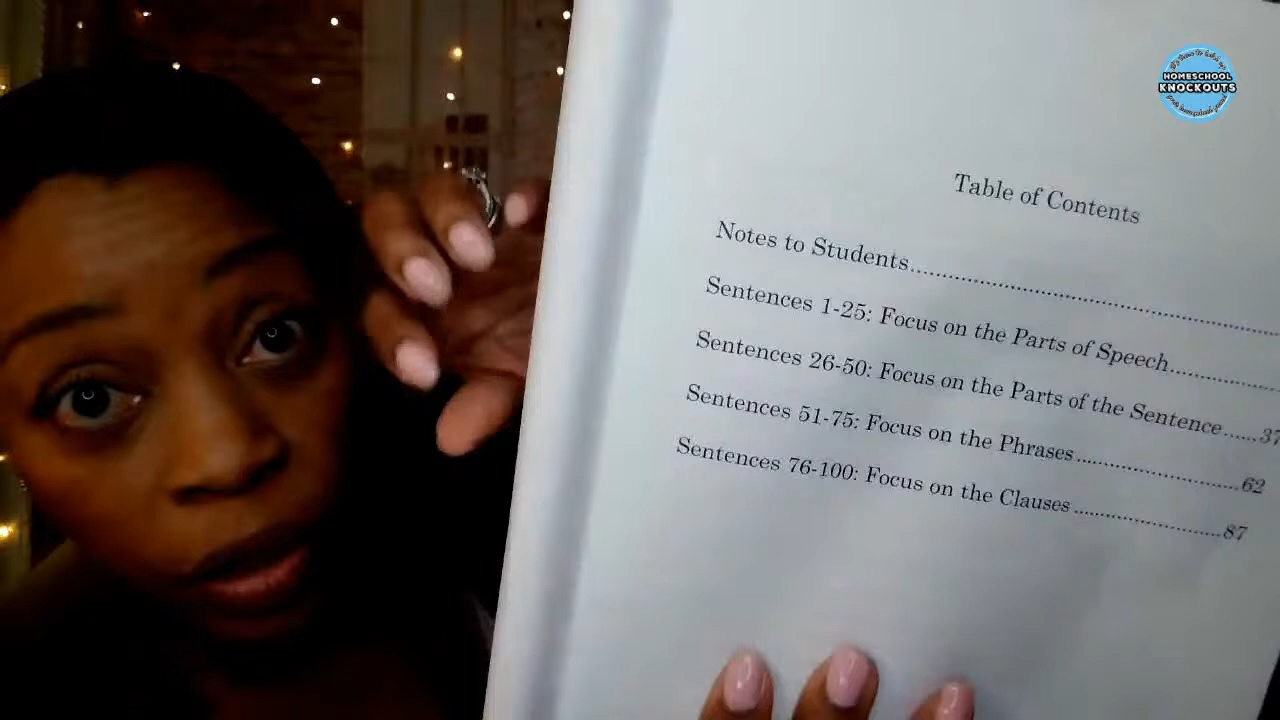 HOMESCHOOL
KNOCKOUTS
Table of Contents
Notes to Students
Sentences 1-25: Focus on the Parts of Speech
Sentences 26-50: Focus on the Parts of the Sentence......37
Sentences 51-75: Focus on the Phrases..........................62
Sentences 76-100: Focus on the Clauses........................87